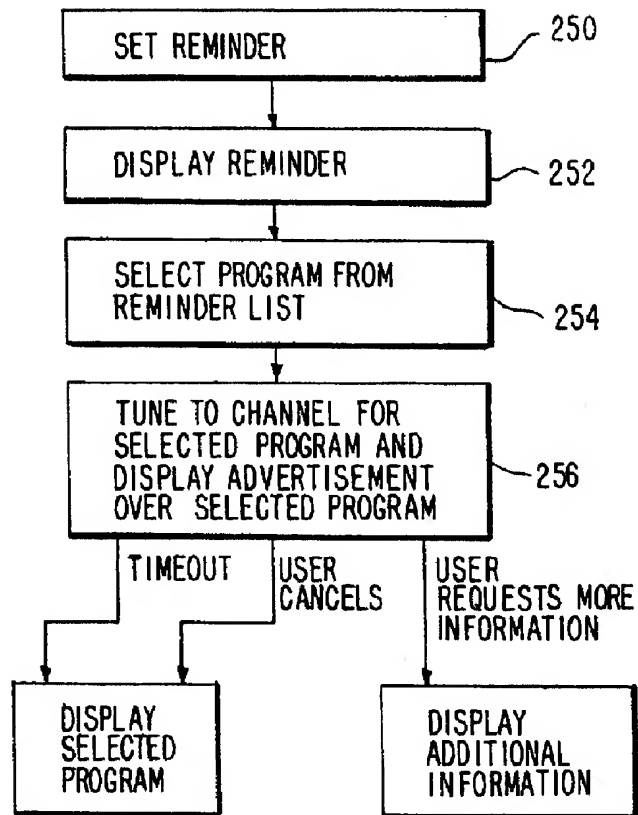 SET REMINDER
250
DISPLAY REMINDER
252
SELECT PROGRAM FROM
REMINDER LIST
254
TUNE TO CHANNEL FOR
SELECTED PROGRAM AND
DISPLAY ADVERTISEMENT
OVER SELECTED PROGRAM
256
TIMEOUT
USER
CANCELS
USER
REQUESTS MORE
INFORMATION
DISPLAY
SELECTED
PROGRAM
DISPLAY
ADDITIONAL
INFORMATION